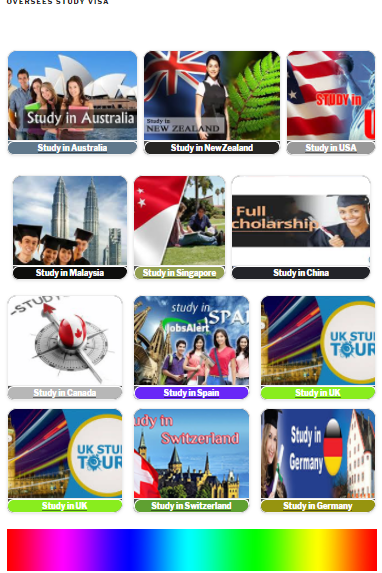 OVERSEES STUDY VISA
Study in Australia
Study in
NEW ZEALAND
STUDY in
U
Study in Australia
Study in NewZealand
Study in USA
Full
cholarship
Study in Malaysia
Study in Singapore
Study in China
-STUDY
study in
SPA
JobsAlert
UK STU
TOUR
Study in Canada
Study in Spain
Study in UK
UK STU
TOUR
udy in
Switzerland
Study in
Germany
Study in UK
Study in Switzerland
Study in Germany